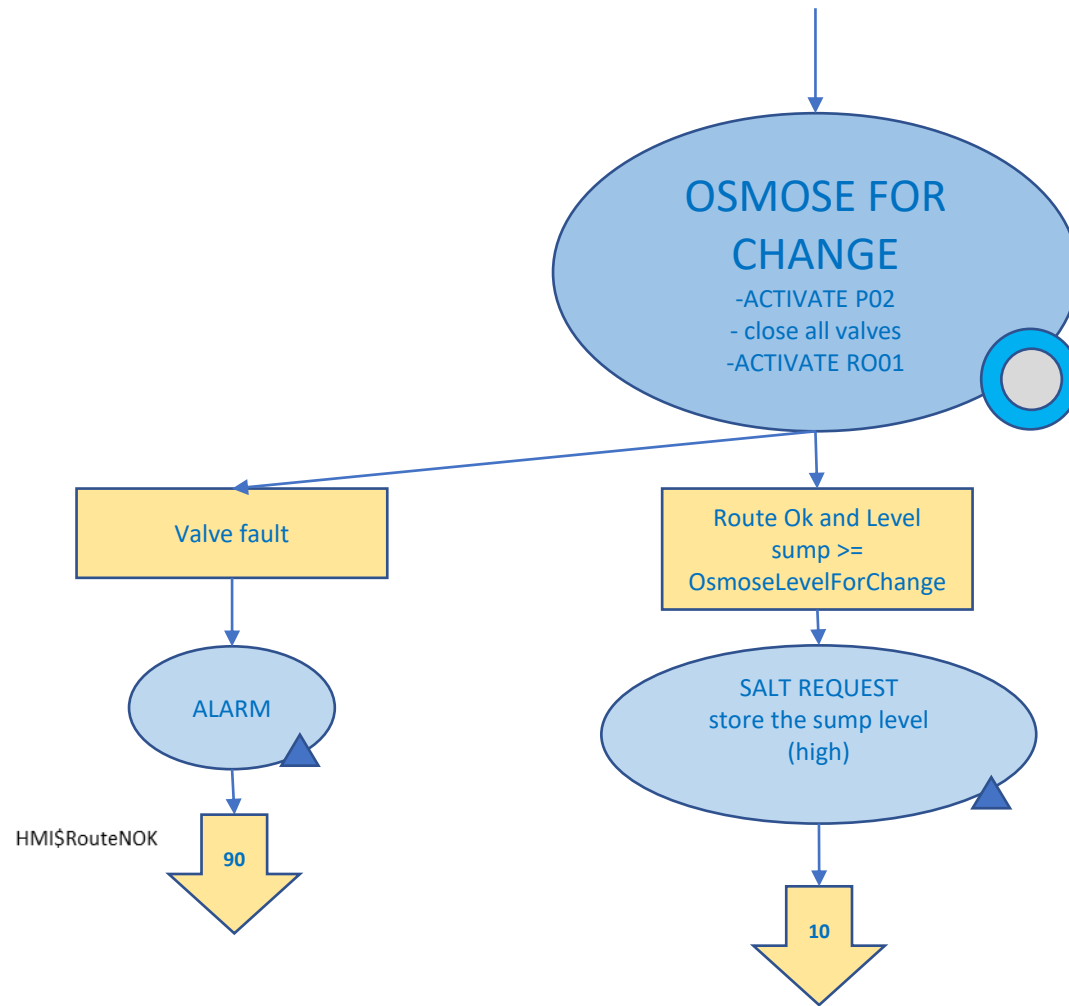 OSMOSE FOR
CHANGE
-ACTIVATE P02
- close all valves
-ACTIVATE RO01
Valve fault
Route Ok and Level
sump >=
OsmoseLevelForChange
ALARM
SALT REQUEST
store the sump level
(high)
HMI$RouteNOK
90
10